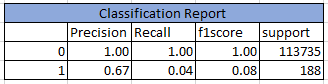 Classification Report
Precision Recall f1score support
0 1.00 1.00 1.00 113735
1 0.67 0.04 0.08 188